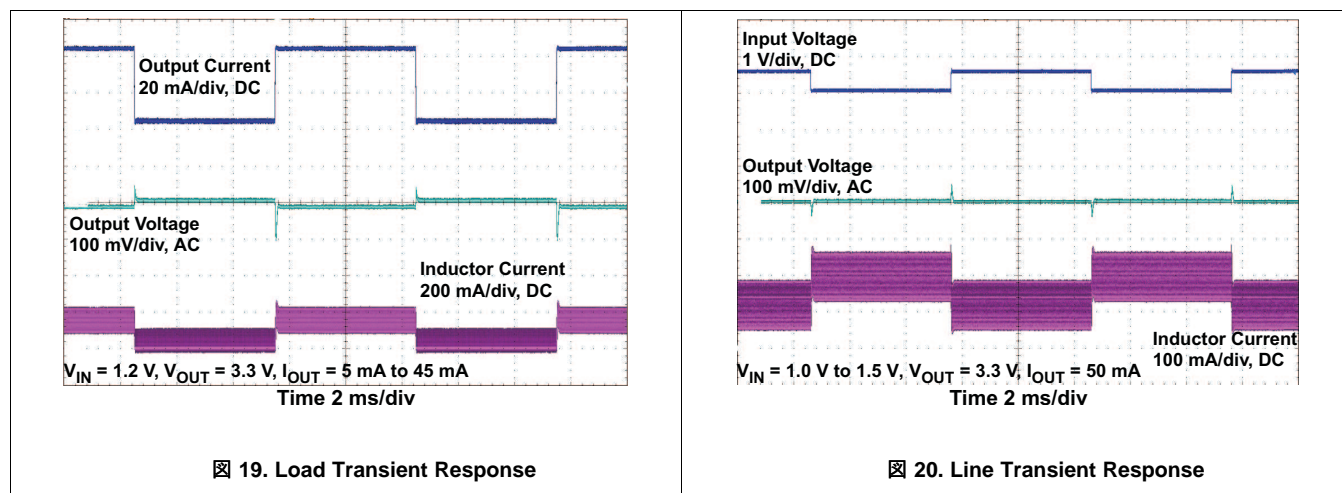 Output Current
20 mA/div, DC
Output Voltage
100 mV/div, AC
Inductor Current
200 mA/div, DC
V_IN = 1.2 V, V_OUT = 3.3 V, I_OUT = 5 mA to 45 mA
Time 2 ms/div
図 19. Load Transient Response
Input Voltage
1 V/div, DC
Output Voltage
100 mV/div, AC
Inductor Current
100 mA/div, DC
V_IN = 1.0 V to 1.5 V, V_OUT = 3.3 V, I_OUT = 50 mA
Time 2 ms/div
図 20. Line Transient Response